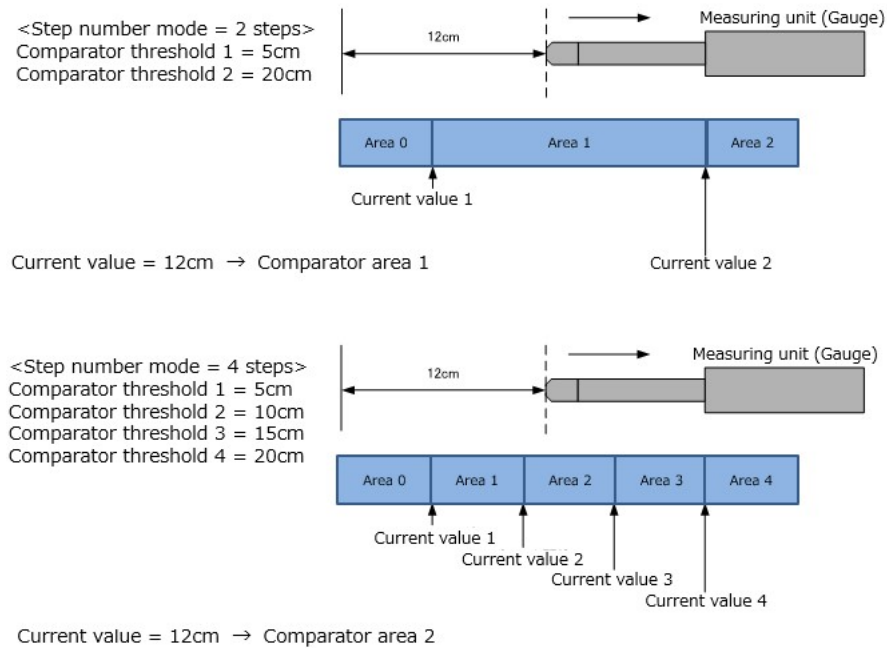 <Step number mode = 2 steps>
Comparator threshold 1 = 5cm
Comparator threshold 2 = 20cm
12cm
Measuring unit (Gauge)
Area 0
Area 1
Area 2
Current value 1
Current value 2
Current value = 12cm → Comparator area 1
<Step number mode = 4 steps>
Comparator threshold 1 = 5cm
Comparator threshold 2 = 10cm
Comparator threshold 3 = 15cm
Comparator threshold 4 = 20cm
12cm
Measuring unit (Gauge)
Area 0
Area 1
Area 2
Area 3
Area 4
Current value 1
Current value 2
Current value 3
Current value 4
Current value = 12cm → Comparator area 2